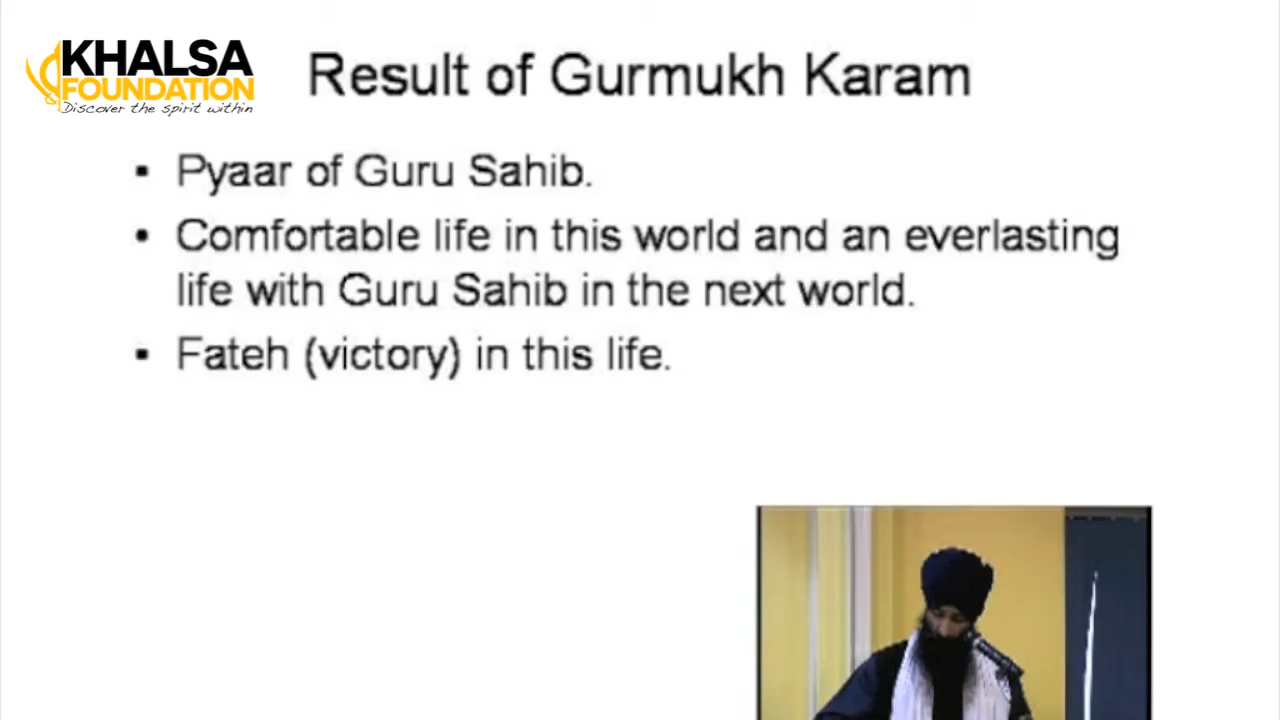 KHALSA
FOUNDATION
Discover the spirit within
Result of Gurmukh Karam
▪ Pyaar of Guru Sahib.
▪ Comfortable life in this world and an everlasting
life with Guru Sahib in the next world.
▪ Fateh (victory) in this life.